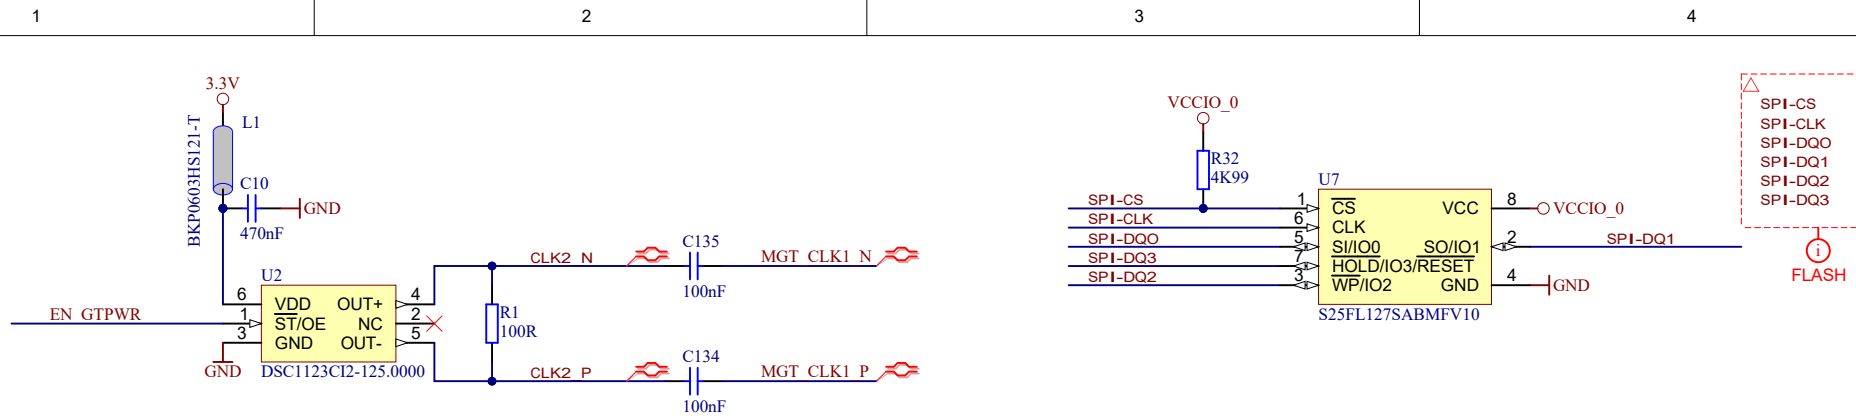 1
2
3
4
3.3V
L1
BKP0603HS121-T
C10
GND
470nF
U2
6
VDD
OUT+
4
EN_GTPWR
1
ST/OE
NC
2
3
GND
OUT-
5
GND
DSC1123CI2-125.0000
CLK2_N
C135
MGT_CLK1_N
100nF
R1
100R
CLK2_P
C134
MGT_CLK1_P
100nF
VCCIO_0
R32
4K99
U7
SPI-CS
1
CS
VCC
8
VCCIO_0
SPI-CLK
6
CLK
SPI-DQO
5
SI/IO0
SO/IO1
2
SPI-DQ1
SPI-DQ3
7
HOLD/IO3/RESET
SPI-DQ2
3
WP/IO2
GND
4
GND
S25FL127SABMFV10
SPI-CS
SPI-CLK
SPI-DQO
SPI-DQ1
SPI-DQ2
SPI-DQ3
i
FLASH